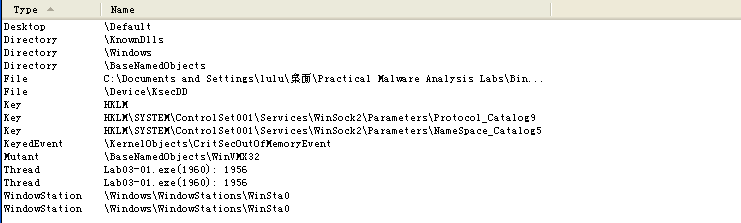 Type Name
Desktop \Default
Directory \KnownDlls
Directory \Windows
Directory \BaseNamedObjects
File C:\Documents and Settings\lulu\桌面\Practical Malware Analysis Labs\Bin...
File \Device\KsecDD
Key HKLM
Key HKLM\SYSTEM\ControlSet001\Services\WinSock2\Parameters\Protocol_Catalog9
Key HKLM\SYSTEM\ControlSet001\Services\WinSock2\Parameters\NameSpace_Catalog5
KeyedEvent \KernelObjects\CritSecOutOfMemoryEvent
Mutant \BaseNamedObjects\WinVMX32
Thread Lab03-01.exe(1960): 1956
Thread Lab03-01.exe(1960): 1956
WindowStation \Windows\WindowStations\WinSta0
WindowStation \Windows\WindowStations\WinSta0